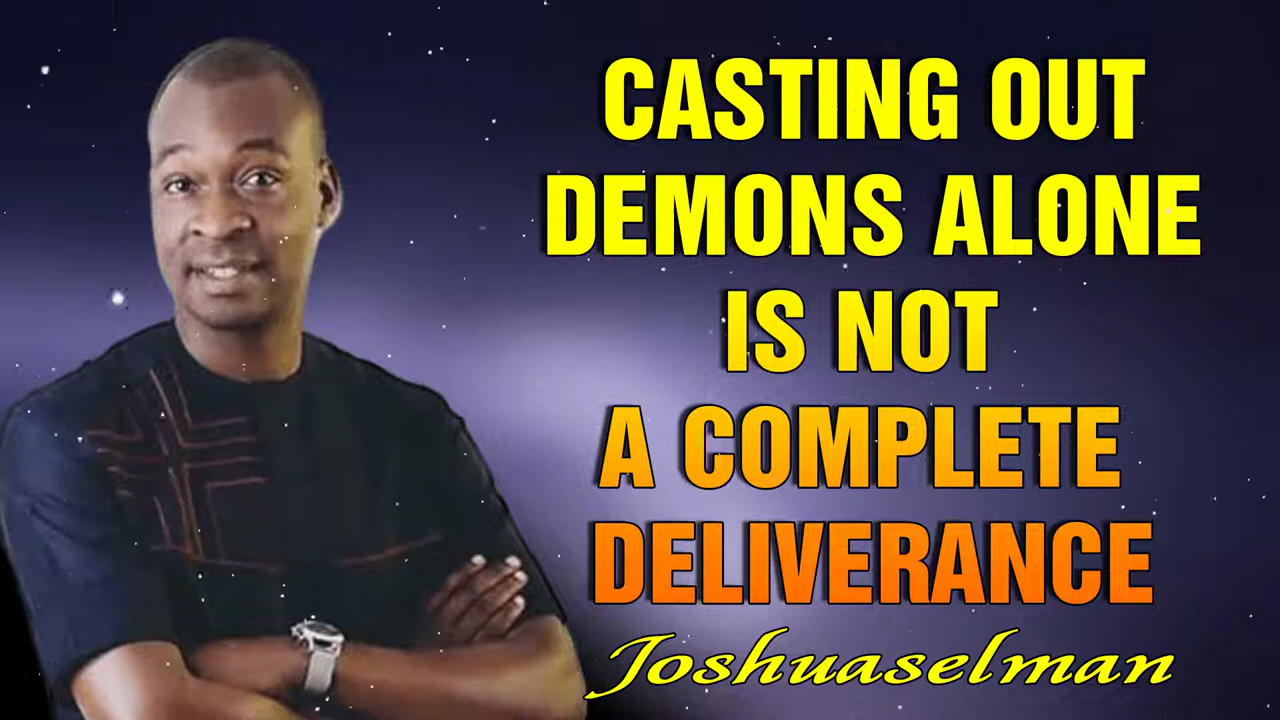 CASTING OUT
DEMONS ALONE
IS NOT
A COMPLETE
DELIVERANCE
Joshuaselman